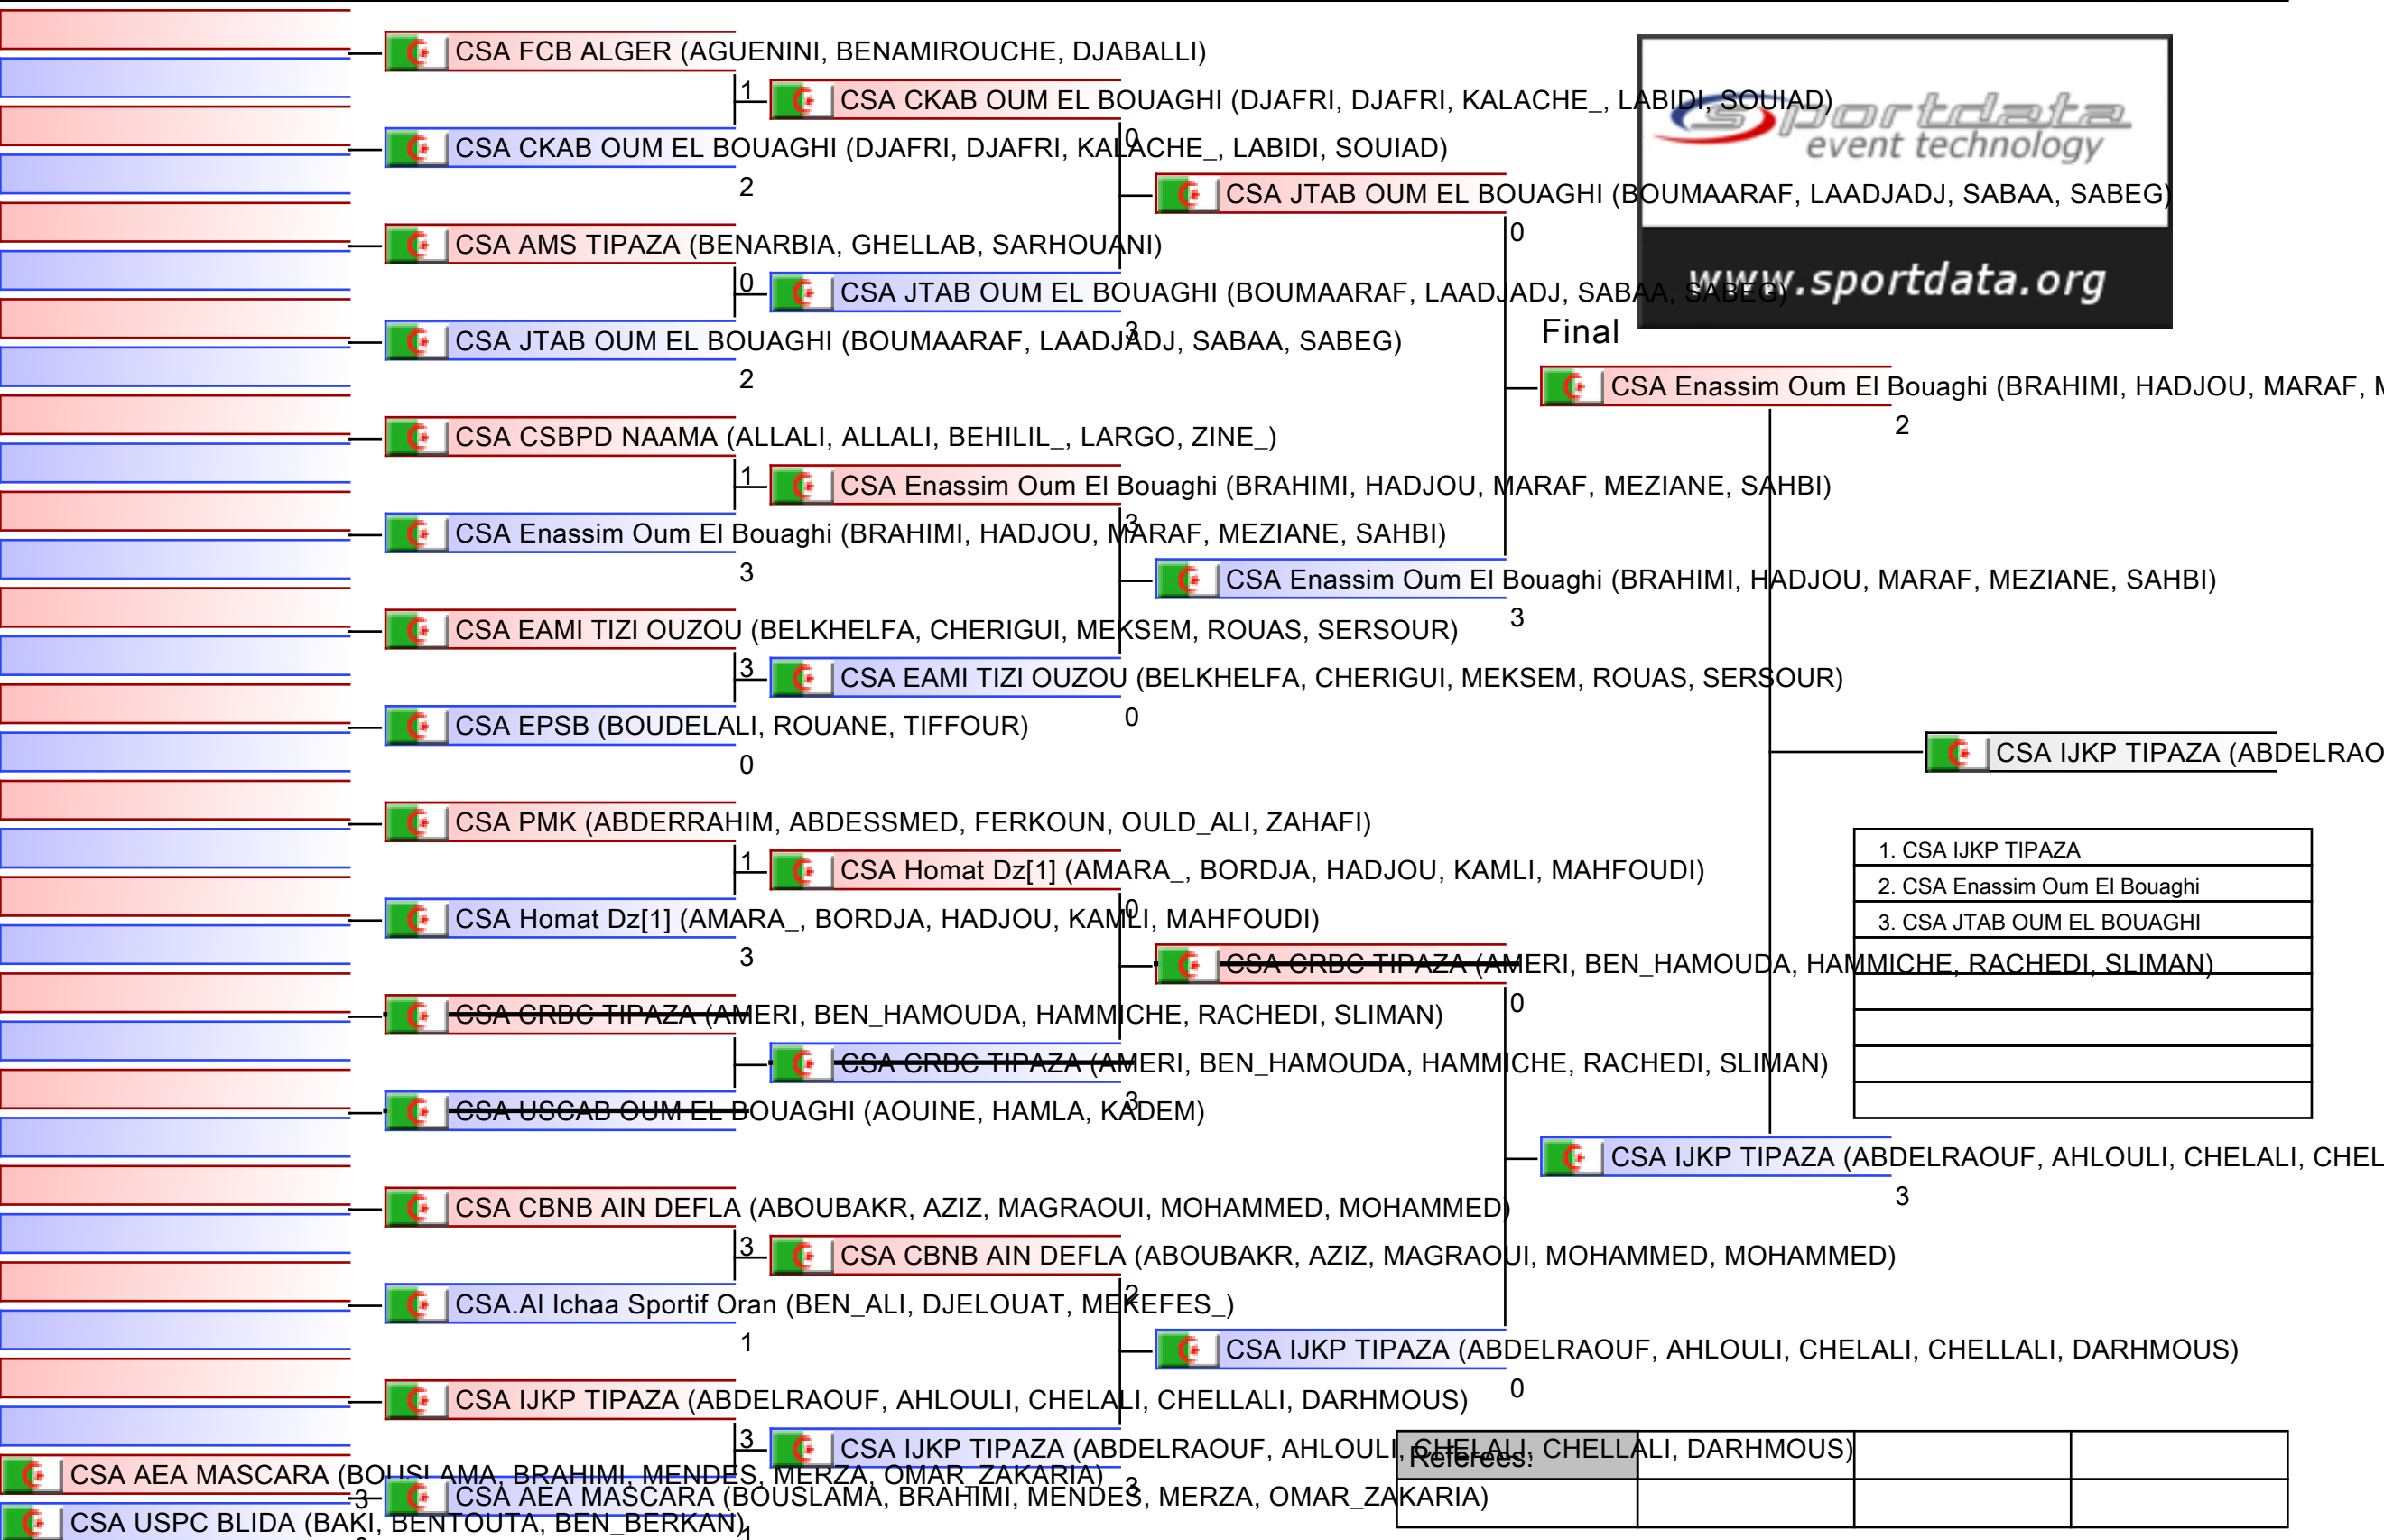 CSA FCB ALGER (AGUENINI, BENAMIROUCHE, DJABALLI)
1
CSA CKAB OUM EL BOUAGHI (DJAFRI, DJAFRI, KALACHE_, LABIDI, SOUIAD)
sportdata
event technology
0
CSA CKAB OUM EL BOUAGHI (DJAFRI, DJAFRI, KALACHE_, LABIDI, SOUIAD)
2
CSA JTAB OUM EL BOUAGHI (BOUMAARAF, LAADJADJ, SABAA, SABEG)
0
CSA AMS TIPAZA (BENARBIA, GHELLAB, SARHOUANI)
0
CSA JTAB OUM EL BOUAGHI (BOUMAARAF, LAADJADJ, SABAA, SABEG)
www.sportdata.org
3
Final
CSA JTAB OUM EL BOUAGHI (BOUMAARAF, LAADJADJ, SABAA, SABEG)
2
CSA Enassim Oum El Bouaghi (BRAHIMI, HADJOU, MARAF, M
2
CSA CSBPD NAAMA (ALLALI, ALLALI, BEHILIL_, LARGO, ZINE_)
1
CSA Enassim Oum El Bouaghi (BRAHIMI, HADJOU, MARAF, MEZIANE, SAHBI)
3
CSA Enassim Oum El Bouaghi (BRAHIMI, HADJOU, MARAF, MEZIANE, SAHBI)
3
CSA Enassim Oum El Bouaghi (BRAHIMI, HADJOU, MARAF, MEZIANE, SAHBI)
3
CSA EAMI TIZI OUZOU (BELKHELFA, CHERIGUI, MEKSEM, ROUAS, SERSOUR)
3
CSA EAMI TIZI OUZOU (BELKHELFA, CHERIGUI, MEKSEM, ROUAS, SERSOUR)
0
CSA EPSB (BOUDELALI, ROUANE, TIFFOUR)
0
CSA IJKP TIPAZA (ABDELRAO
CSA PMK (ABDERRAHIM, ABDESSMED, FERKOUN, OULD_ALI, ZAHAFI)
1
CSA Homat Dz[1] (AMARA_, BORDJA, HADJOU, KAMLI, MAHFOUDI)
0
1. CSA IJKP TIPAZA
2. CSA Enassim Oum El Bouaghi
3. CSA JTAB OUM EL BOUAGHI
CSA Homat Dz[1] (AMARA_, BORDJA, HADJOU, KAMLI, MAHFOUDI)
3
CSA CRBC TIPAZA (AMERI, BEN_HAMOUDA, HAMMICHE, RACHEDI, SLIMAN)
0
CSA CRBC TIPAZA (AMERI, BEN_HAMOUDA, HAMMICHE, RACHEDI, SLIMAN)
CSA CRBC TIPAZA (AMERI, BEN_HAMOUDA, HAMMICHE, RACHEDI, SLIMAN)
3
CSA USCAB OUM EL BOUAGHI (AOUINE, HAMLA, KADEM)
CSA IJKP TIPAZA (ABDELRAOUF, AHLOULI, CHELALI, CHEL
3
CSA CBNB AIN DEFLA (ABOUBAKR, AZIZ, MAGRAOUI, MOHAMMED, MOHAMMED)
3
CSA CBNB AIN DEFLA (ABOUBAKR, AZIZ, MAGRAOUI, MOHAMMED, MOHAMMED)
2
CSA.Al Ichaa Sportif Oran (BEN_ALI, DJELOUAT, MEKEFES_)
1
CSA IJKP TIPAZA (ABDELRAOUF, AHLOULI, CHELALI, CHELLALI, DARHMOUS)
0
CSA IJKP TIPAZA (ABDELRAOUF, AHLOULI, CHELALI, CHELLALI, DARHMOUS)
3
CSA IJKP TIPAZA (ABDELRAOUF, AHLOULI, CHELALI, CHELLALI, DARHMOUS)
3
Referees:
CSA AEA MASCARA (BOUSLAMA, BRAHIMI, MENDES, MERZA, OMAR_ZAKARIA)
3
CSA AEA MASCARA (BOUSLAMA, BRAHIMI, MENDES, MERZA, OMAR_ZAKARIA)
1
CSA USPC BLIDA (BAKI, BENTOUTA, BEN_BERKAN)